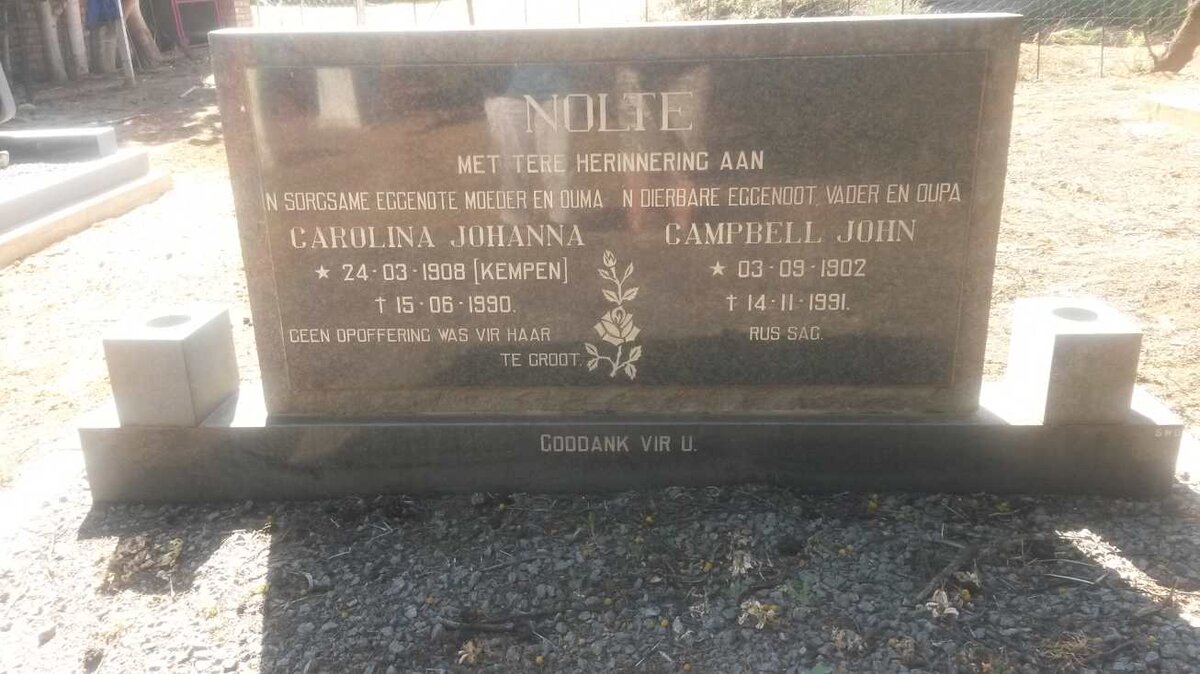 NOLTE
MET TERE HERINNERING AAN
'N SORGSAME EGGENOTE, MOEDER EN OUMA
CAROLINA JOHANNA
★ 24-03-1908 [KEMPEN]
† 15-06-1990.
GEEN OPOFFERING WAS VIR HAAR
TE GROOT.
'N DIERBARE EGGENOOT, VADER EN OUPA
CAMPBELL JOHN
★ 03-09-1902
† 14-11-1991.
RUS SAG.
GODDANK VIR U.